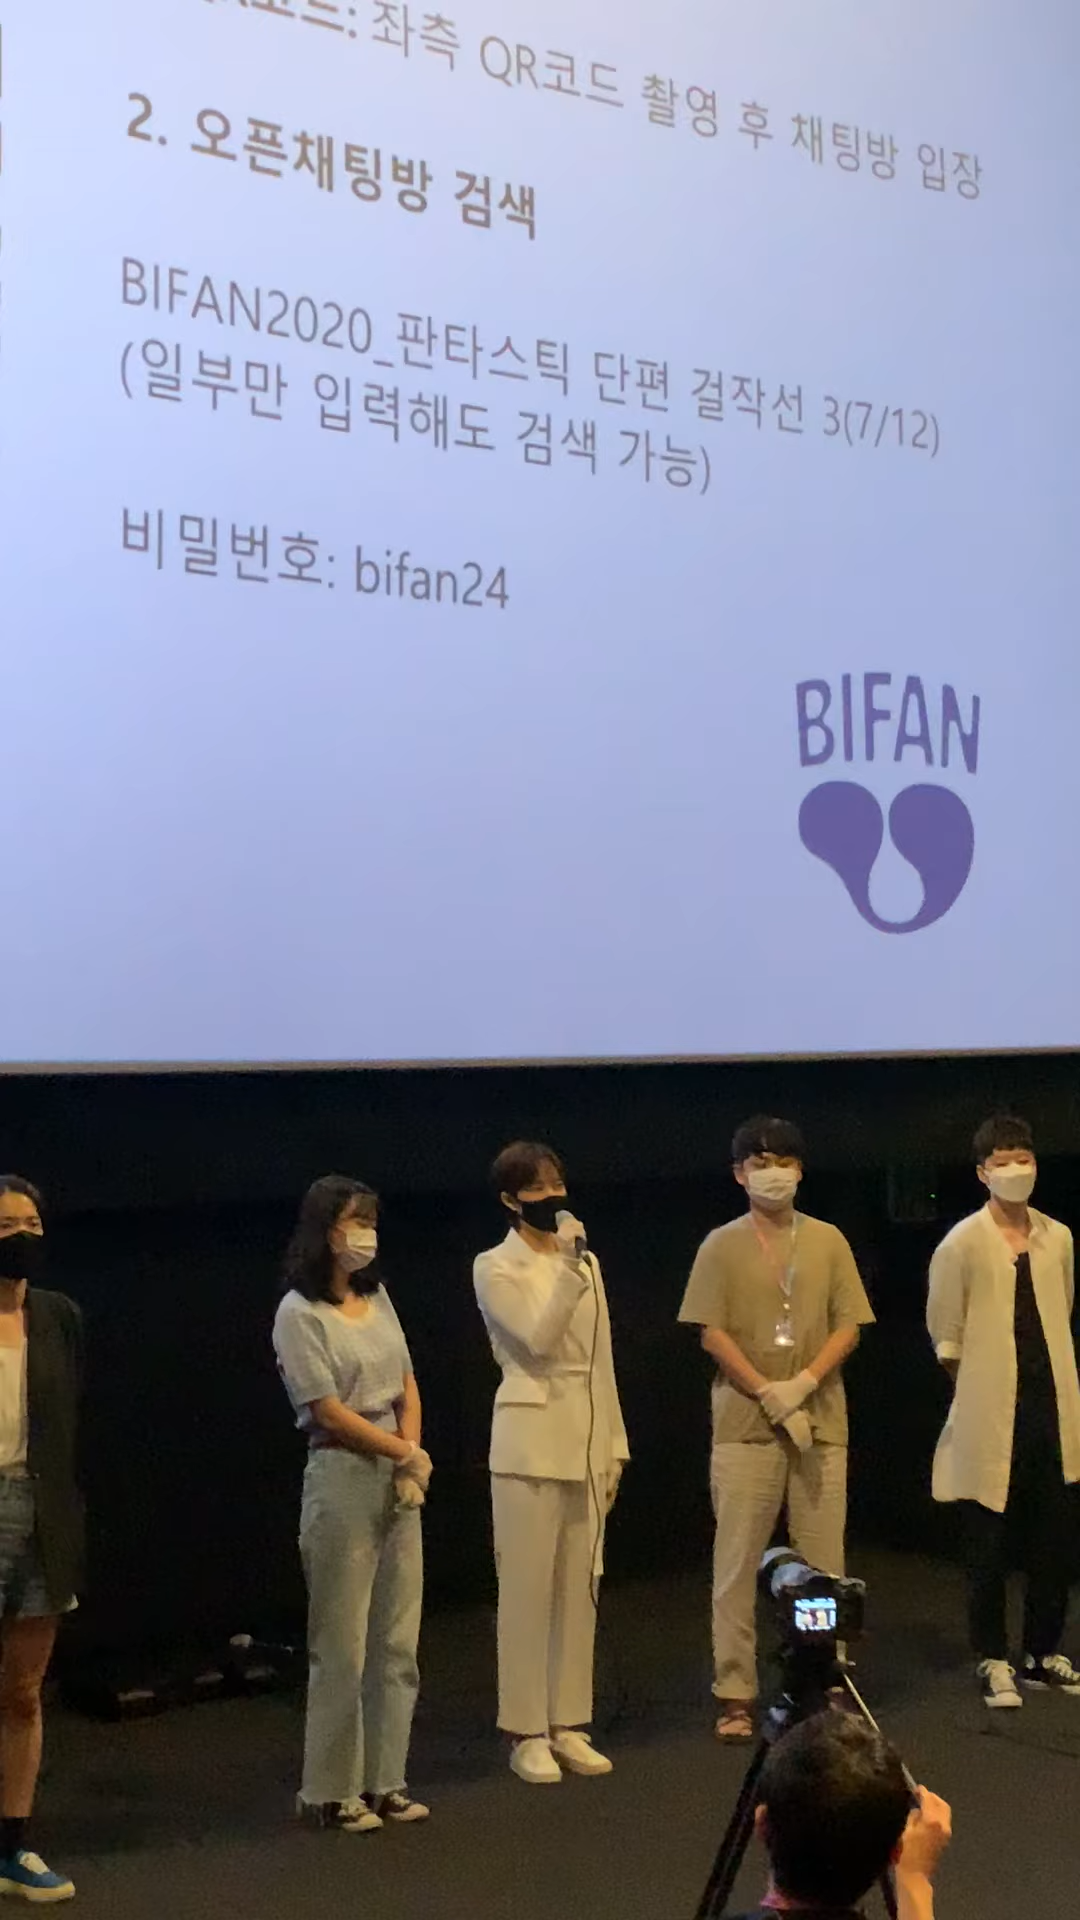 코드: 좌측 QR코드 촬영 후 채팅방 입장
2. 오픈채팅방 검색
BIFAN2020_판타스틱 단편 걸작선 3(7/12)
(일부만 입력해도 검색 가능)
비밀번호: bifan24
BIFAN